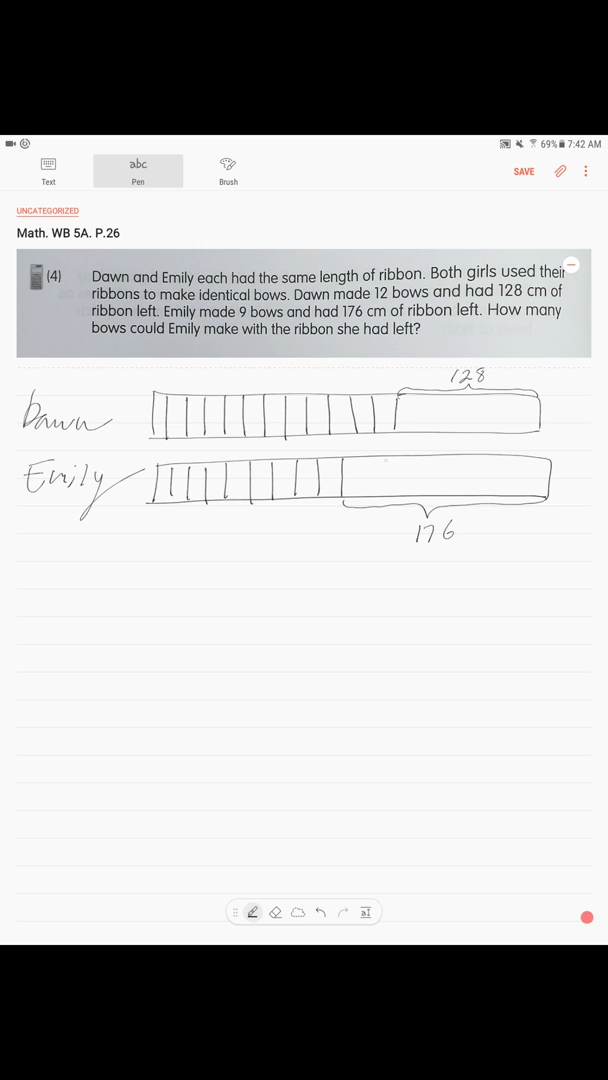 69% 7:42 AM
Text
abc
Pen
Brush
SAVE
UNCATEGORIZED
Math. WB 5A. P.26
(4) Dawn and Emily each had the same length of ribbon. Both girls used their
ribbons to make identical bows. Dawn made 12 bows and had 128 cm of
ribbon left. Emily made 9 bows and had 176 cm of ribbon left. How many
bows could Emily make with the ribbon she had left?
128
Dawn
Emily
176